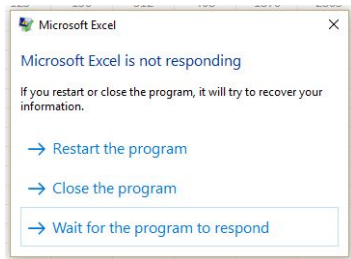 Microsoft Excel
Microsoft Excel is not responding
If you restart or close the program, it will try to recover your
information.
Restart the program
Close the program
Wait for the program to respond